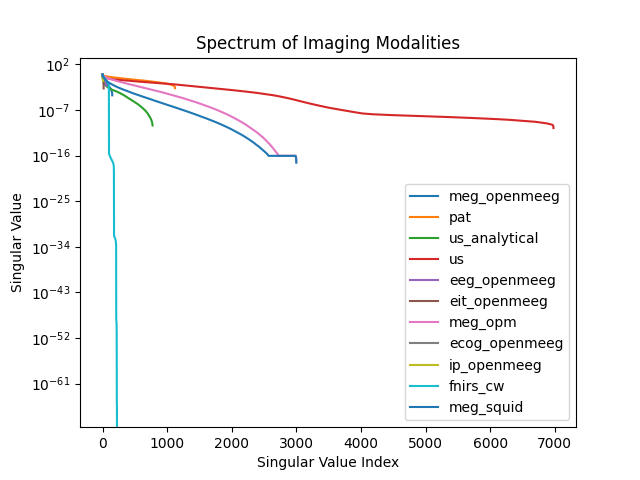 Spectrum of Imaging Modalities
Singular Value
10^2
10^-7
10^-16
10^-25
10^-34
10^-43
10^-52
10^-61
meg_openmeeg
pat
us_analytical
us
eeg_openmeeg
eit_openmeeg
meg_opm
ecog_openmeeg
ip_openmeeg
fnirs_cw
meg_squid
0 1000 2000 3000 4000 5000 6000 7000
Singular Value Index